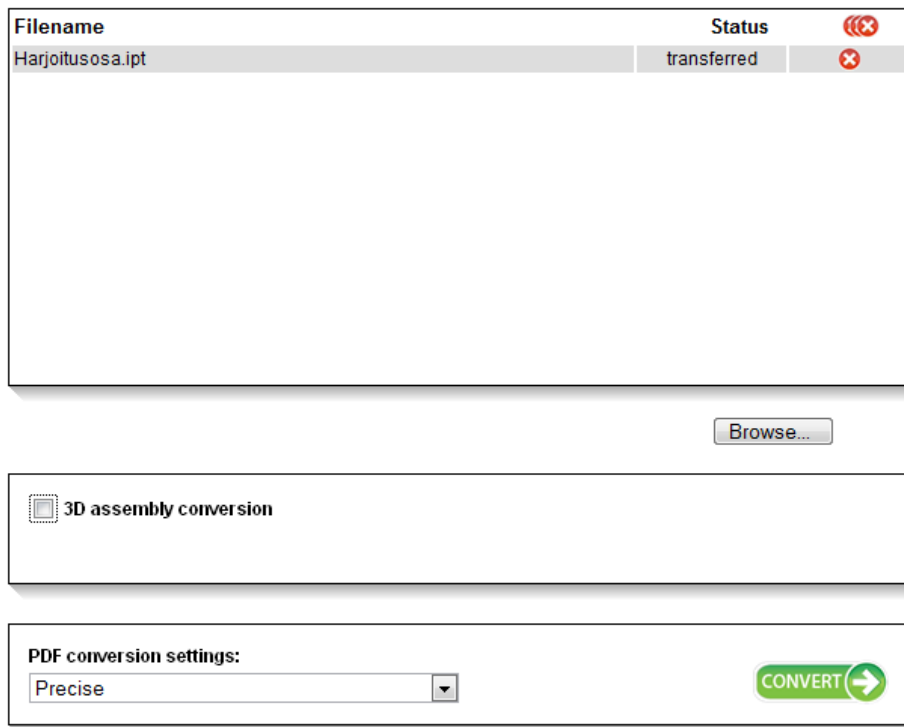 Filename Status
Harjoitusosa.ipt transferred
Browse...
3D assembly conversion
PDF conversion settings:
Precise
CONVERT